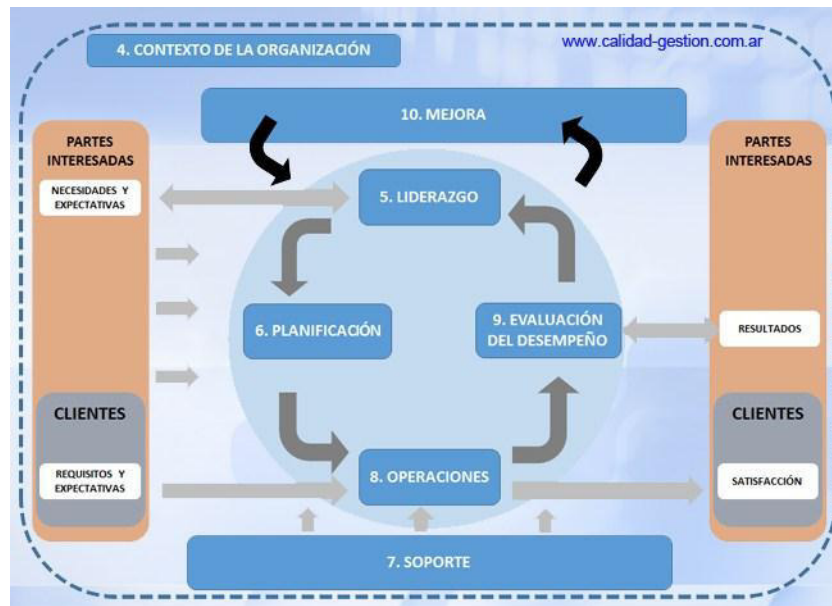 4. CONTEXTO DE LA ORGANIZACIÓN
www.calidad-gestion.com.ar
10. MEJORA
PARTES
INTERESADAS
NECESIDADES Y
EXPECTATIVAS
5. LIDERAZGO
PARTES
INTERESADAS
6. PLANIFICACIÓN
9. EVALUACIÓN
DEL DESEMPEÑO
RESULTADOS
CLIENTES
REQUISITOS Y
EXPECTATIVAS
8. OPERACIONES
CLIENTES
SATISFACCIÓN
7. SOPORTE